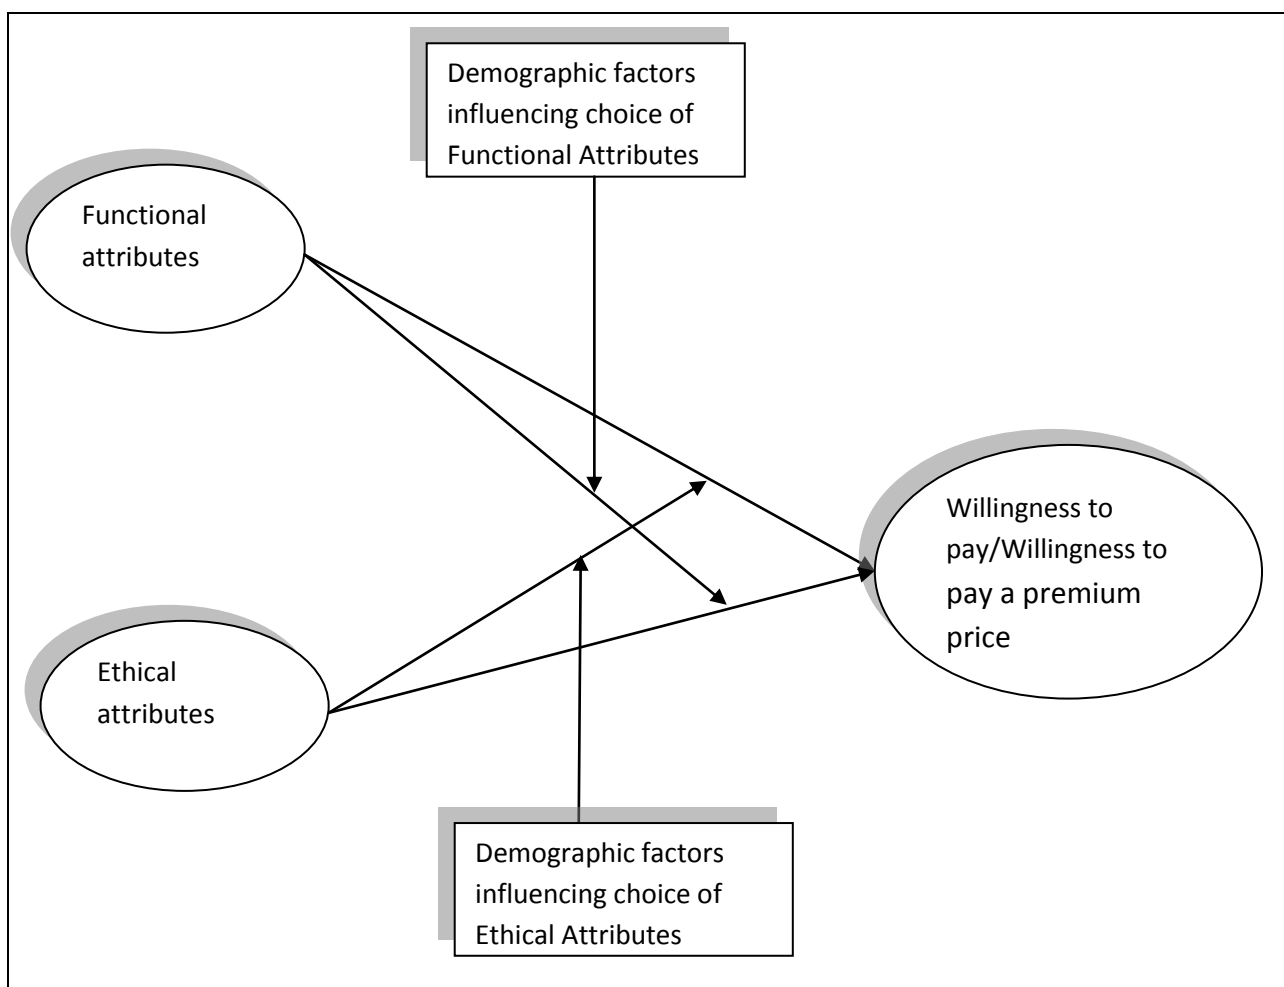 Demographic factors
influencing choice of
Functional Attributes
Functional
attributes
Willingness to
pay/Willingness to
pay a premium
price
Ethical
attributes
Demographic factors
influencing choice of
Ethical Attributes